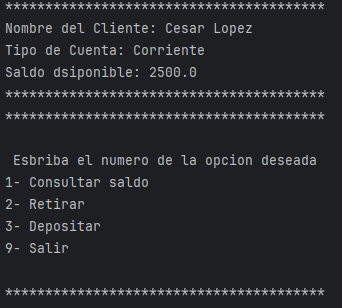 ****************************************
Nombre del Cliente: Cesar Lopez
Tipo de Cuenta: Corriente
Saldo dsiponible: 2500.0
****************************************
****************************************
Esbriba el numero de la opcion deseada
1- Consultar saldo
2- Retirar
3- Depositar
9- Salir
****************************************